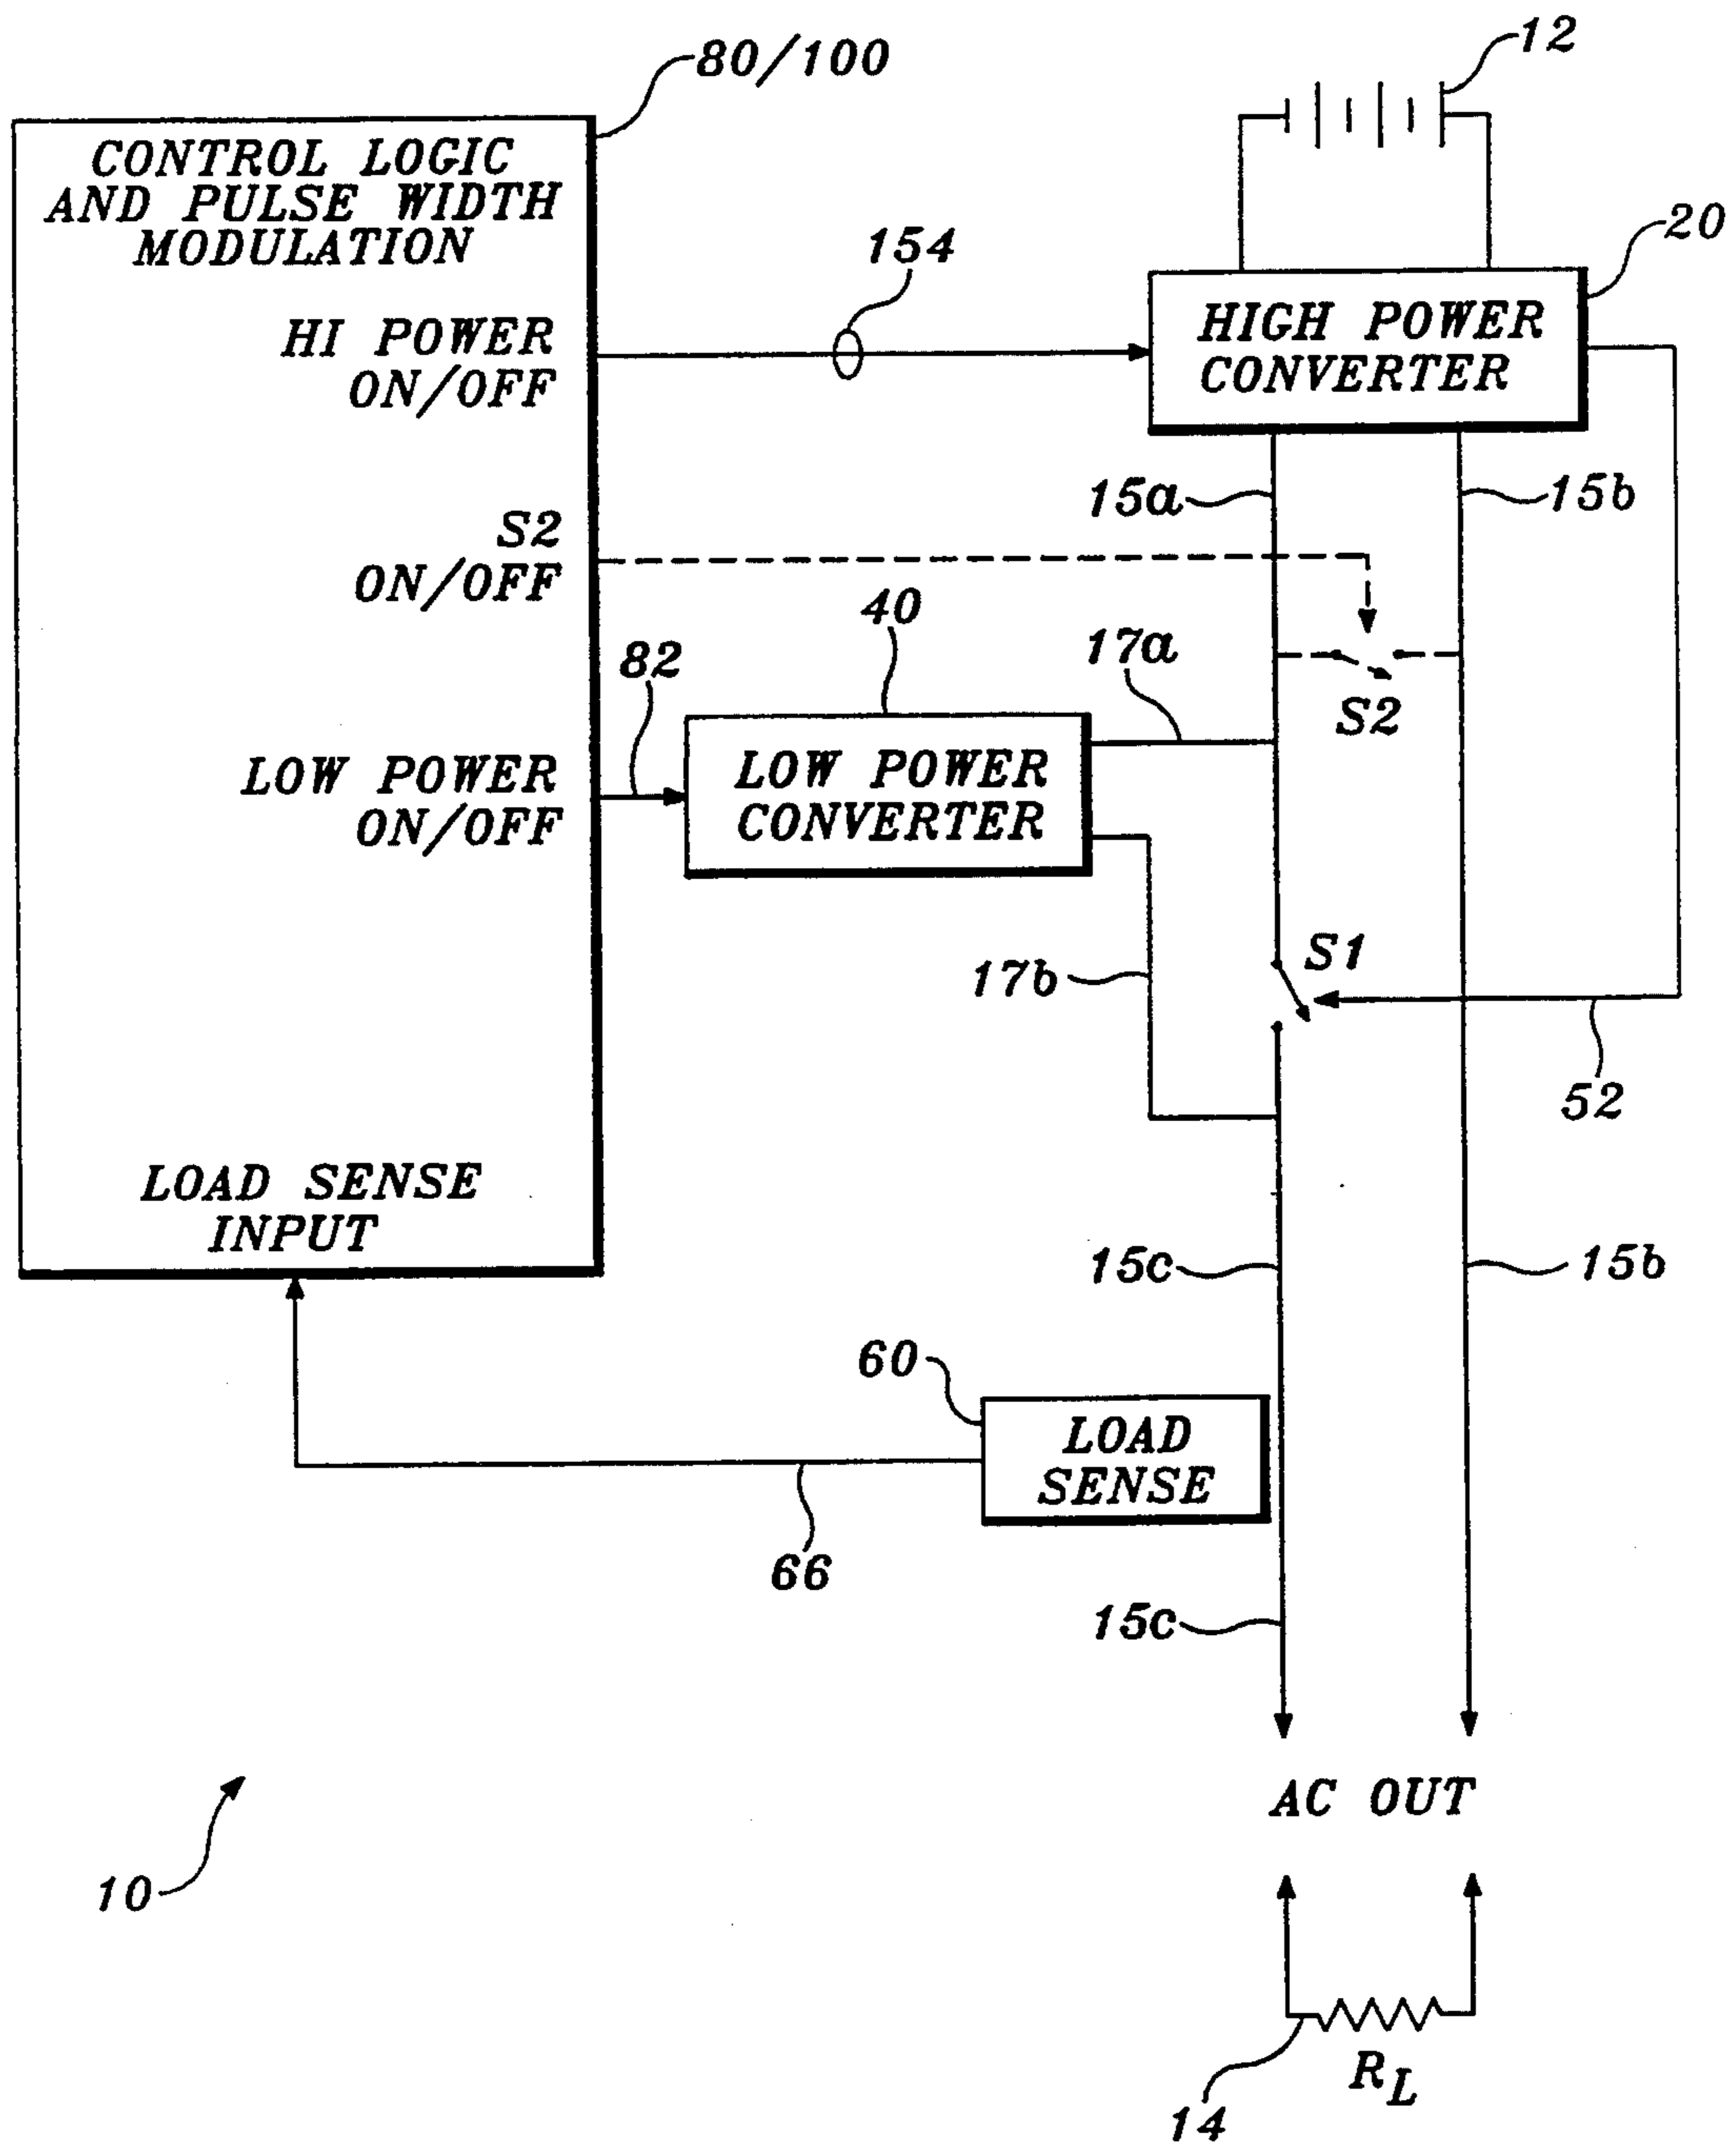 80/100
12
CONTROL LOGIC
AND PULSE WIDTH
MODULATION
154
20
HI POWER
ON/OFF
HIGH POWER
CONVERTER
15a
15b
S2
ON/OFF
40
17a
82
S2
LOW POWER
ON/OFF
LOW POWER
CONVERTER
S1
17b
52
LOAD SENSE
INPUT
15c
15b
60
LOAD
SENSE
66
15c
AC OUT
10
RL
14